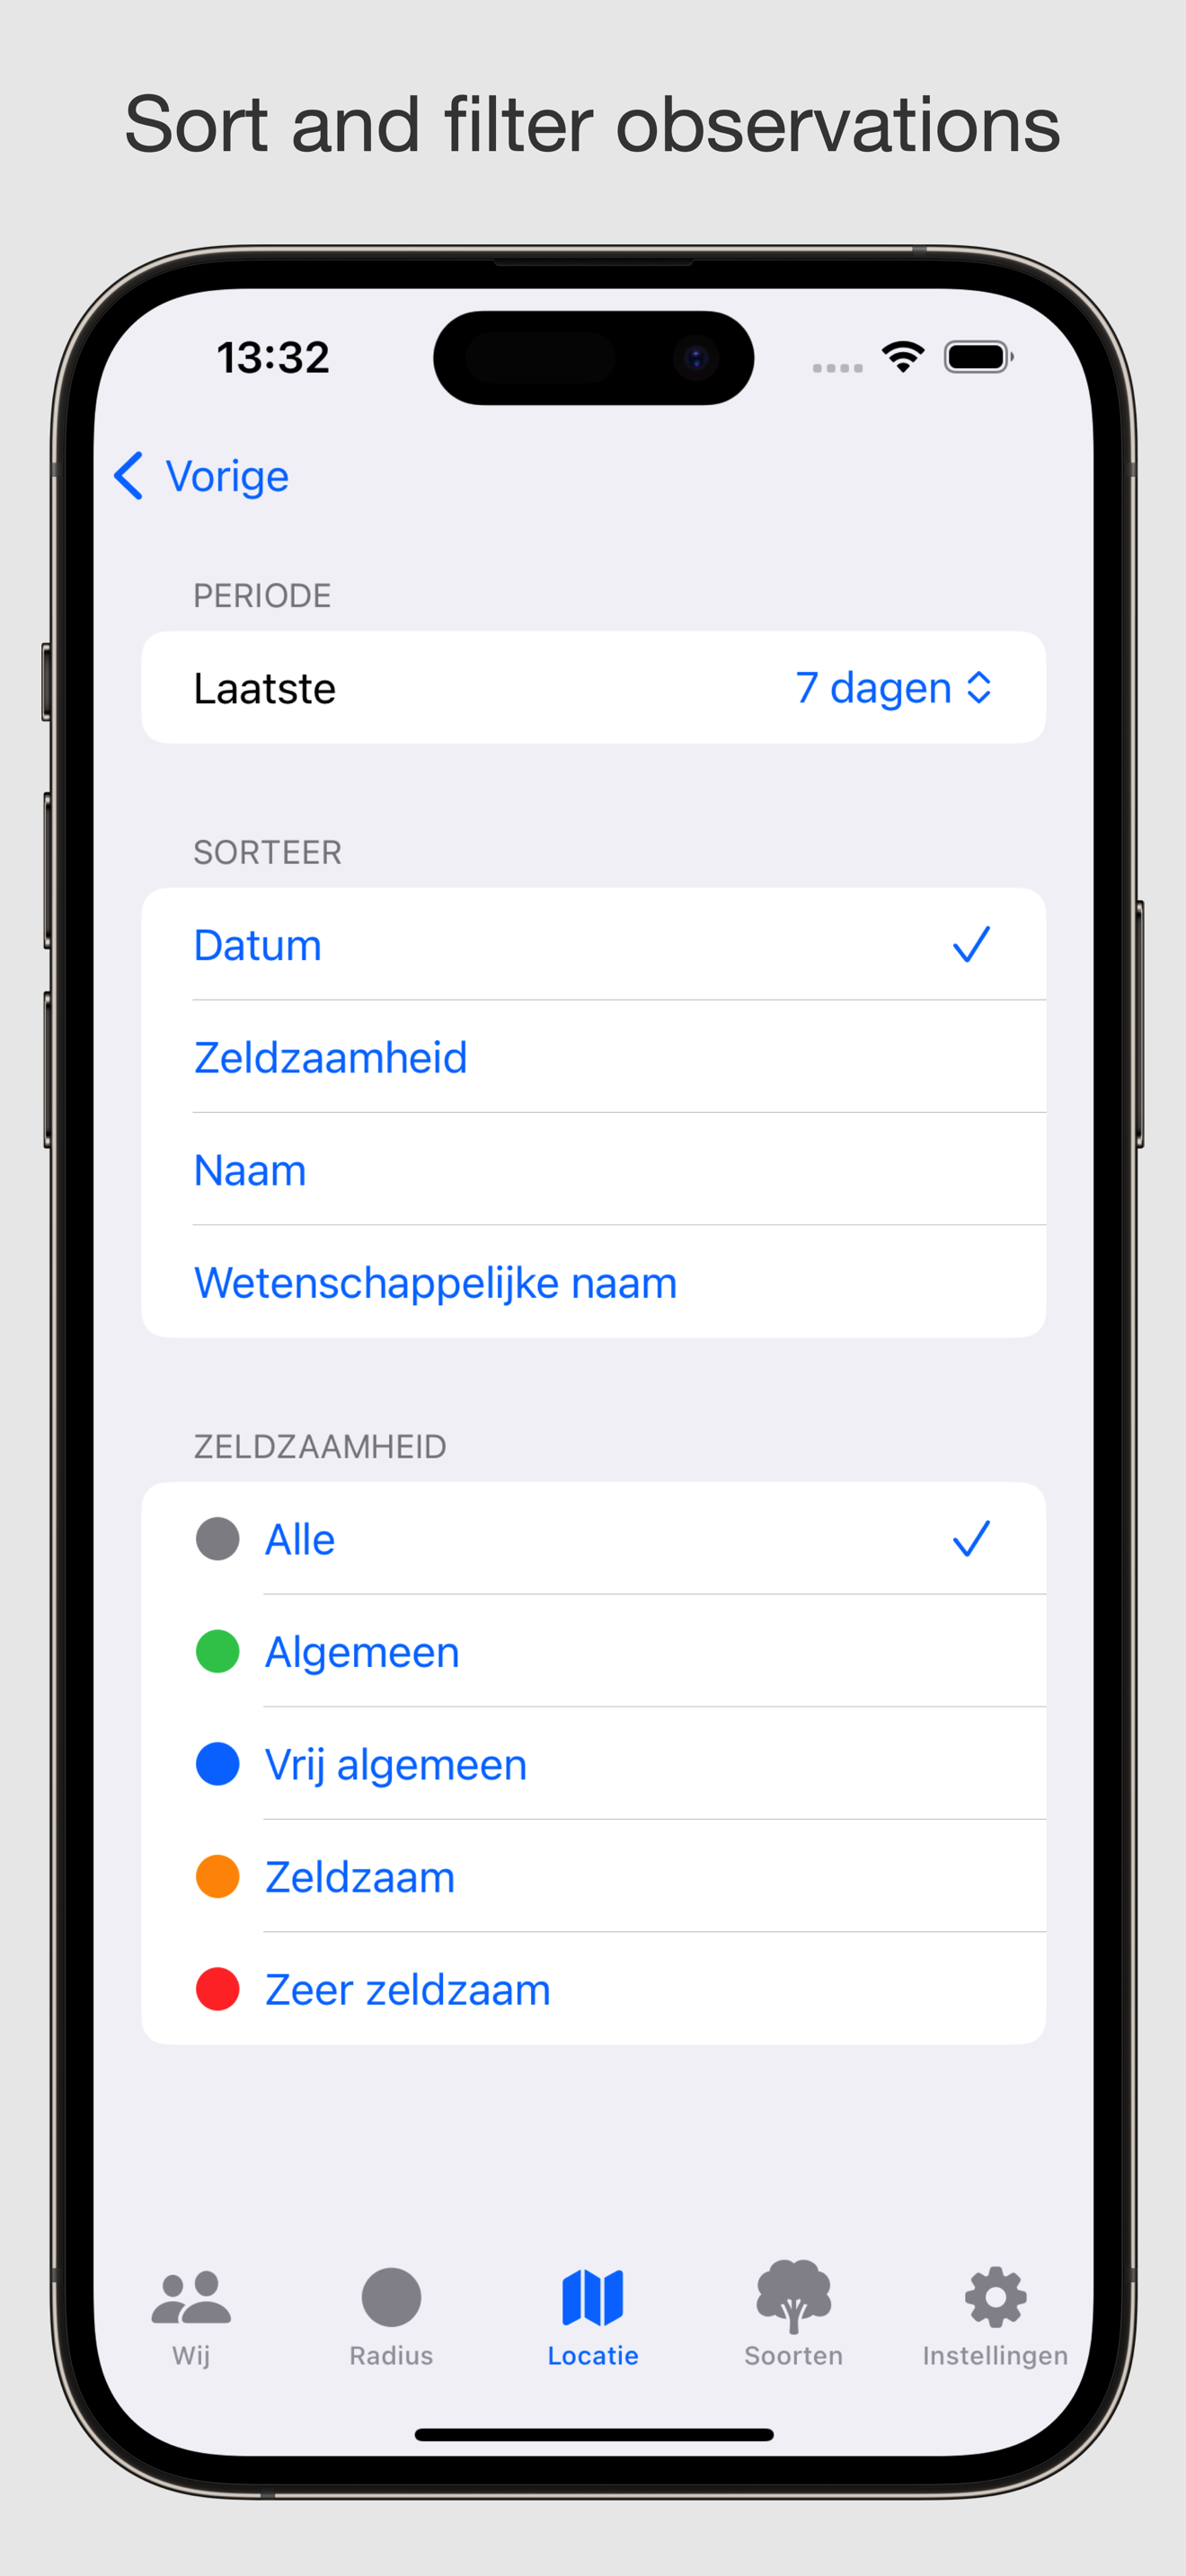 Sort and filter observations
13:32
Vorige
PERIODE
Laatste 7 dagen
SORTEER
Datum
Zeldzaamheid
Naam
Wetenschappelijke naam
ZELDZAAMHEID
Alle
Algemeen
Vrij algemeen
Zeldzaam
Zeer zeldzaam
Wij Radius Locatie Soorten Instellingen